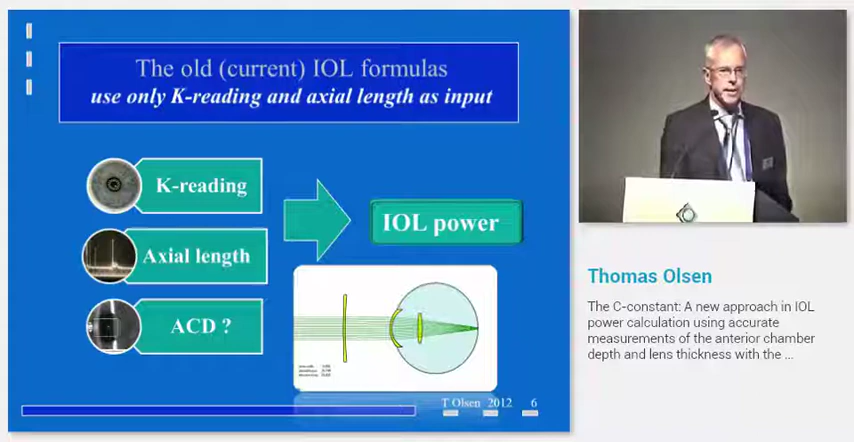 The old (current) IOL formulas
use only K-reading and axial length as input
K-reading
Axial length
ACD ?
IOL power
T Olsen 2012 6
Thomas Olsen
The C-constant: A new approach in IOL
power calculation using accurate
measurements of the anterior chamber
depth and lens thickness with the ...